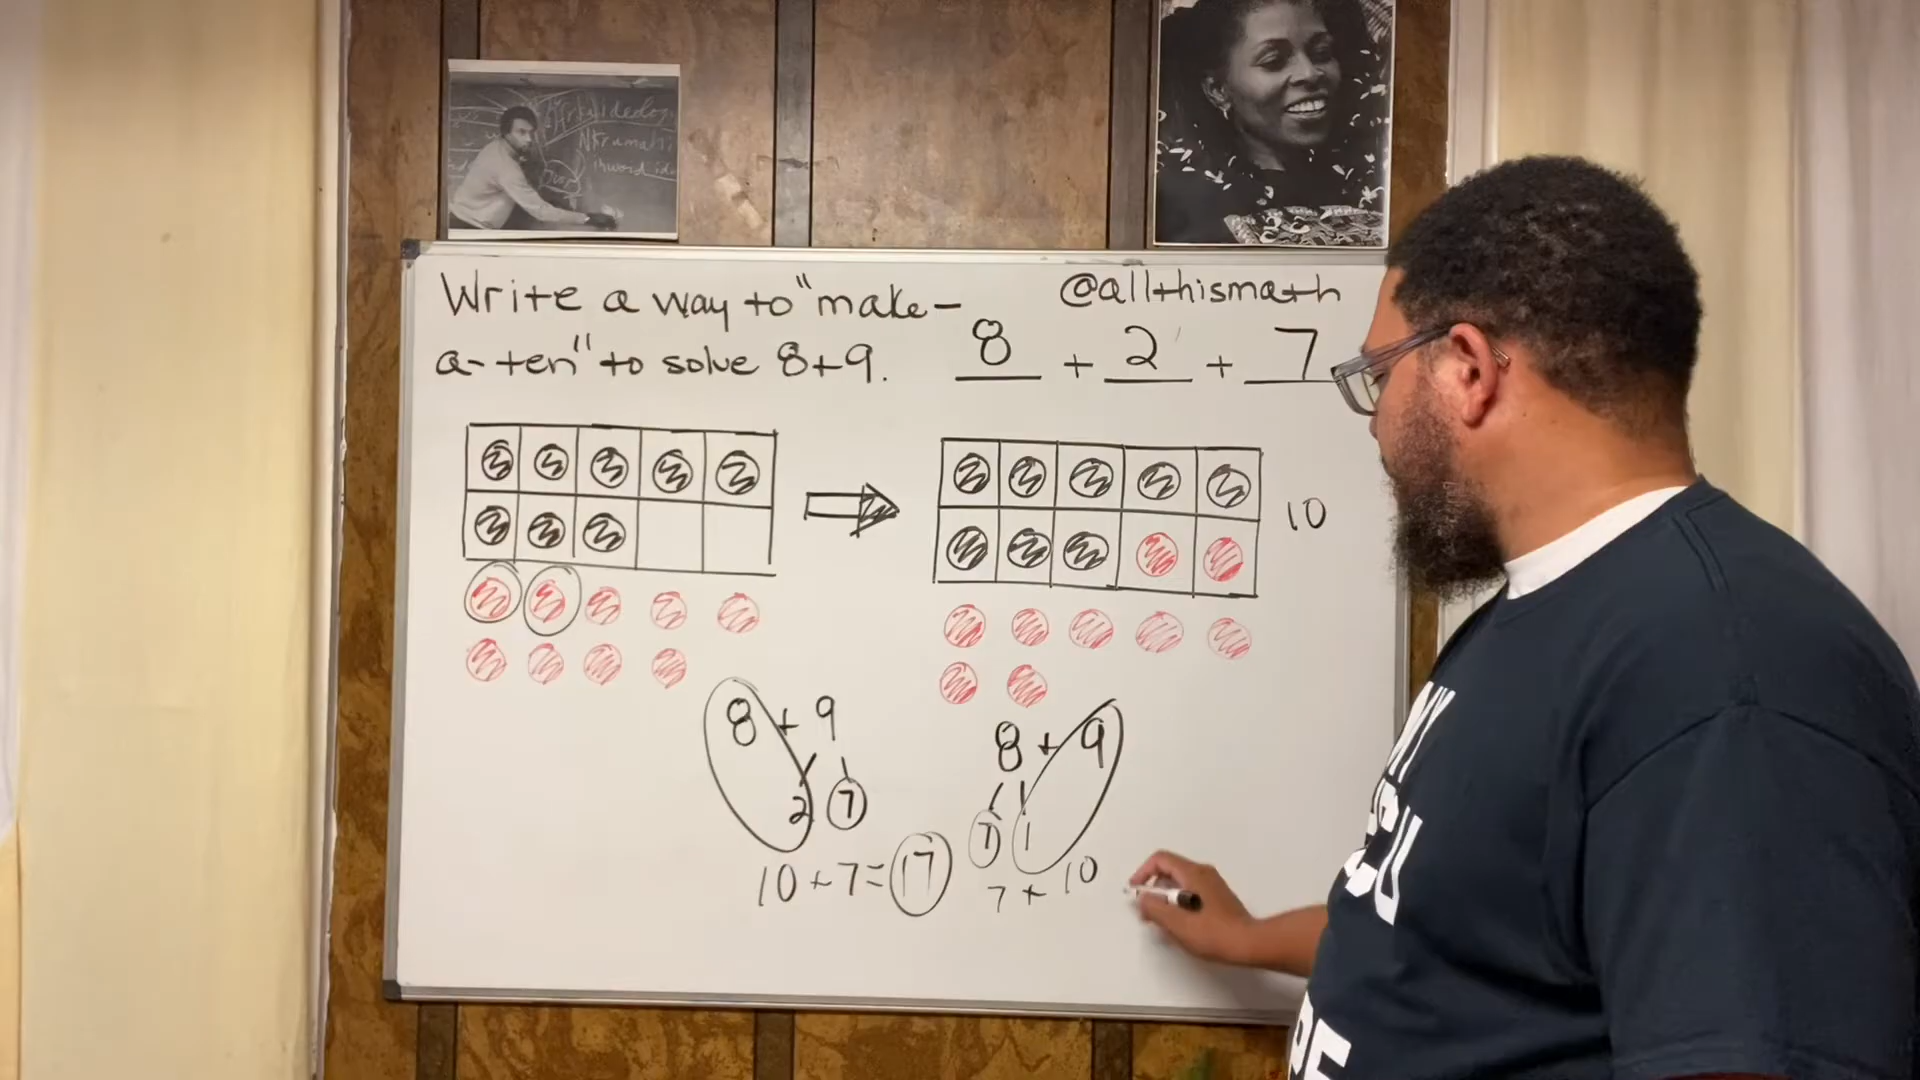 Write a way to "make-
a-ten" to solve 8+9.
@allthismath
8 + 2 + 7
10
8 + 9
2 7
10 + 7 = 17
8 + 9
7 1
7 + 10